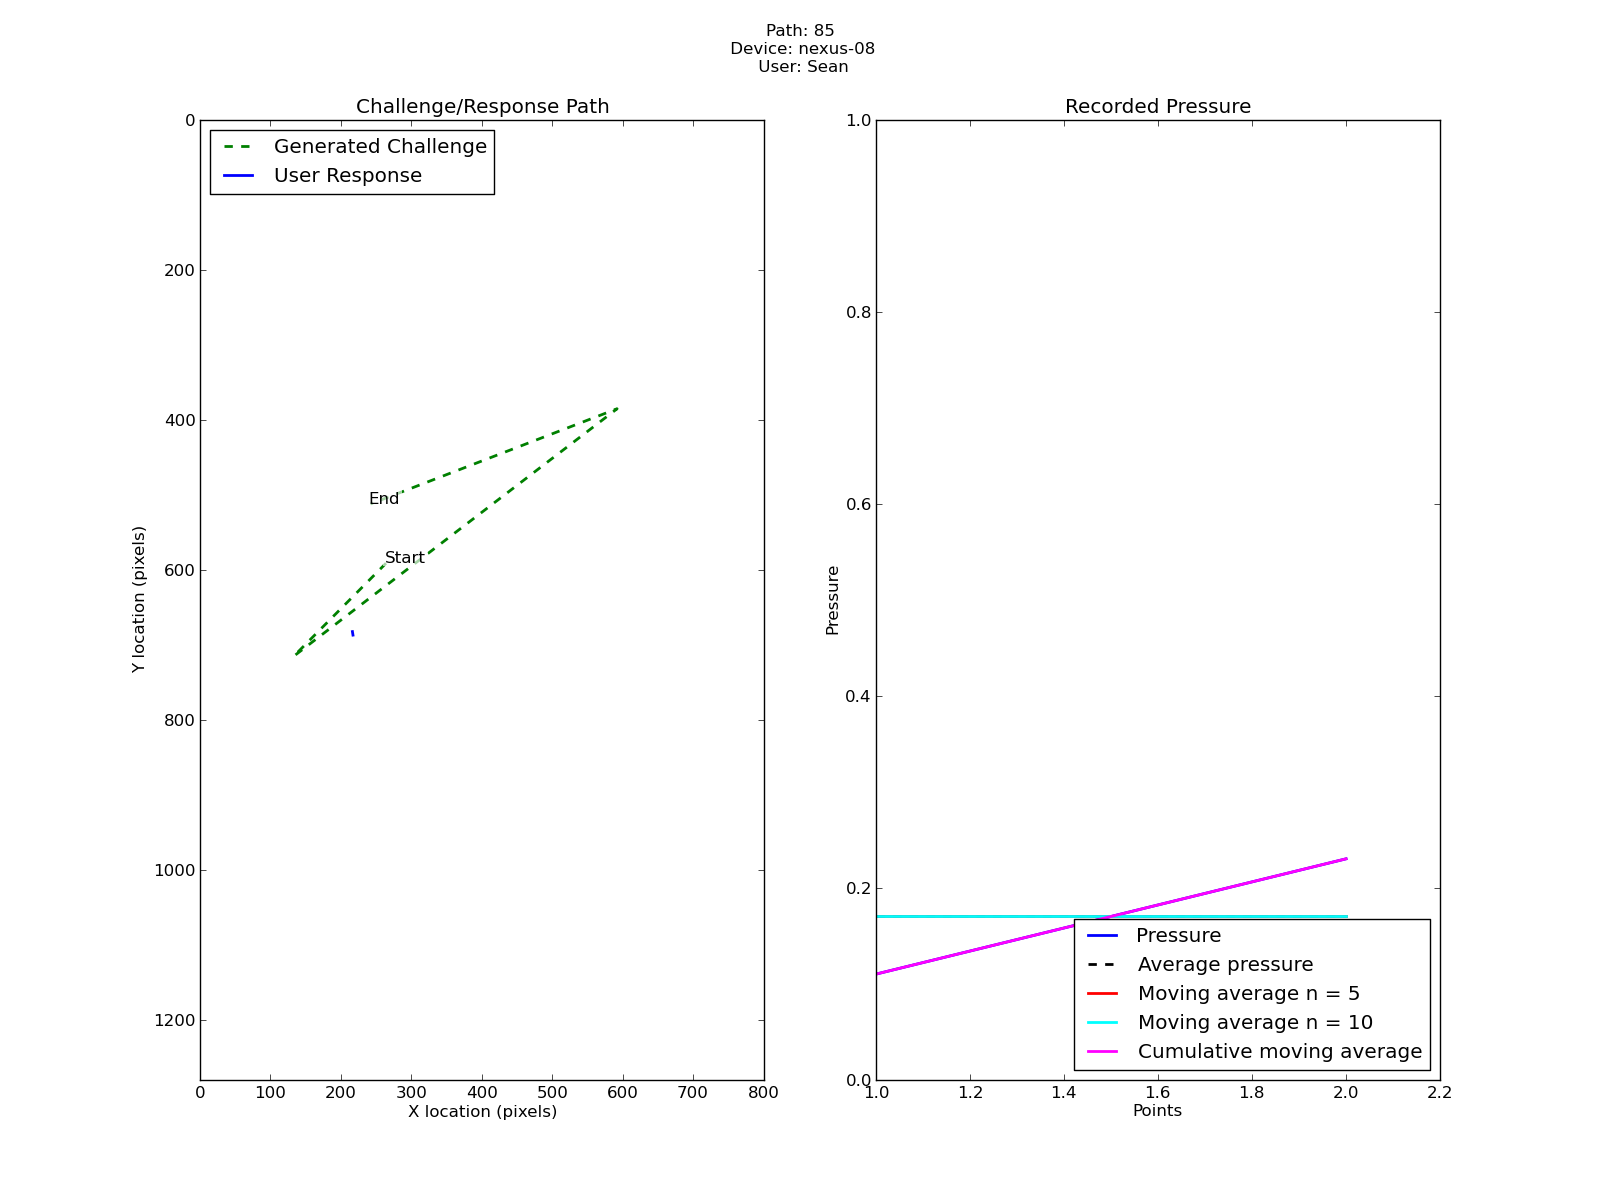 Path: 85
Device: nexus-08
User: Sean
Challenge/Response Path
Generated Challenge
User Response
0
200
400
600
800
1000
1200
Y location (pixels)
End
Start
0 100 200 300 400 500 600 700 800
X location (pixels)
Recorded Pressure
1.0
0.8
0.6
0.4
0.2
0.0
Pressure
Pressure
Average pressure
Moving average n = 5
Moving average n = 10
Cumulative moving average
1.0 1.2 1.4 1.6 1.8 2.0 2.2
Points